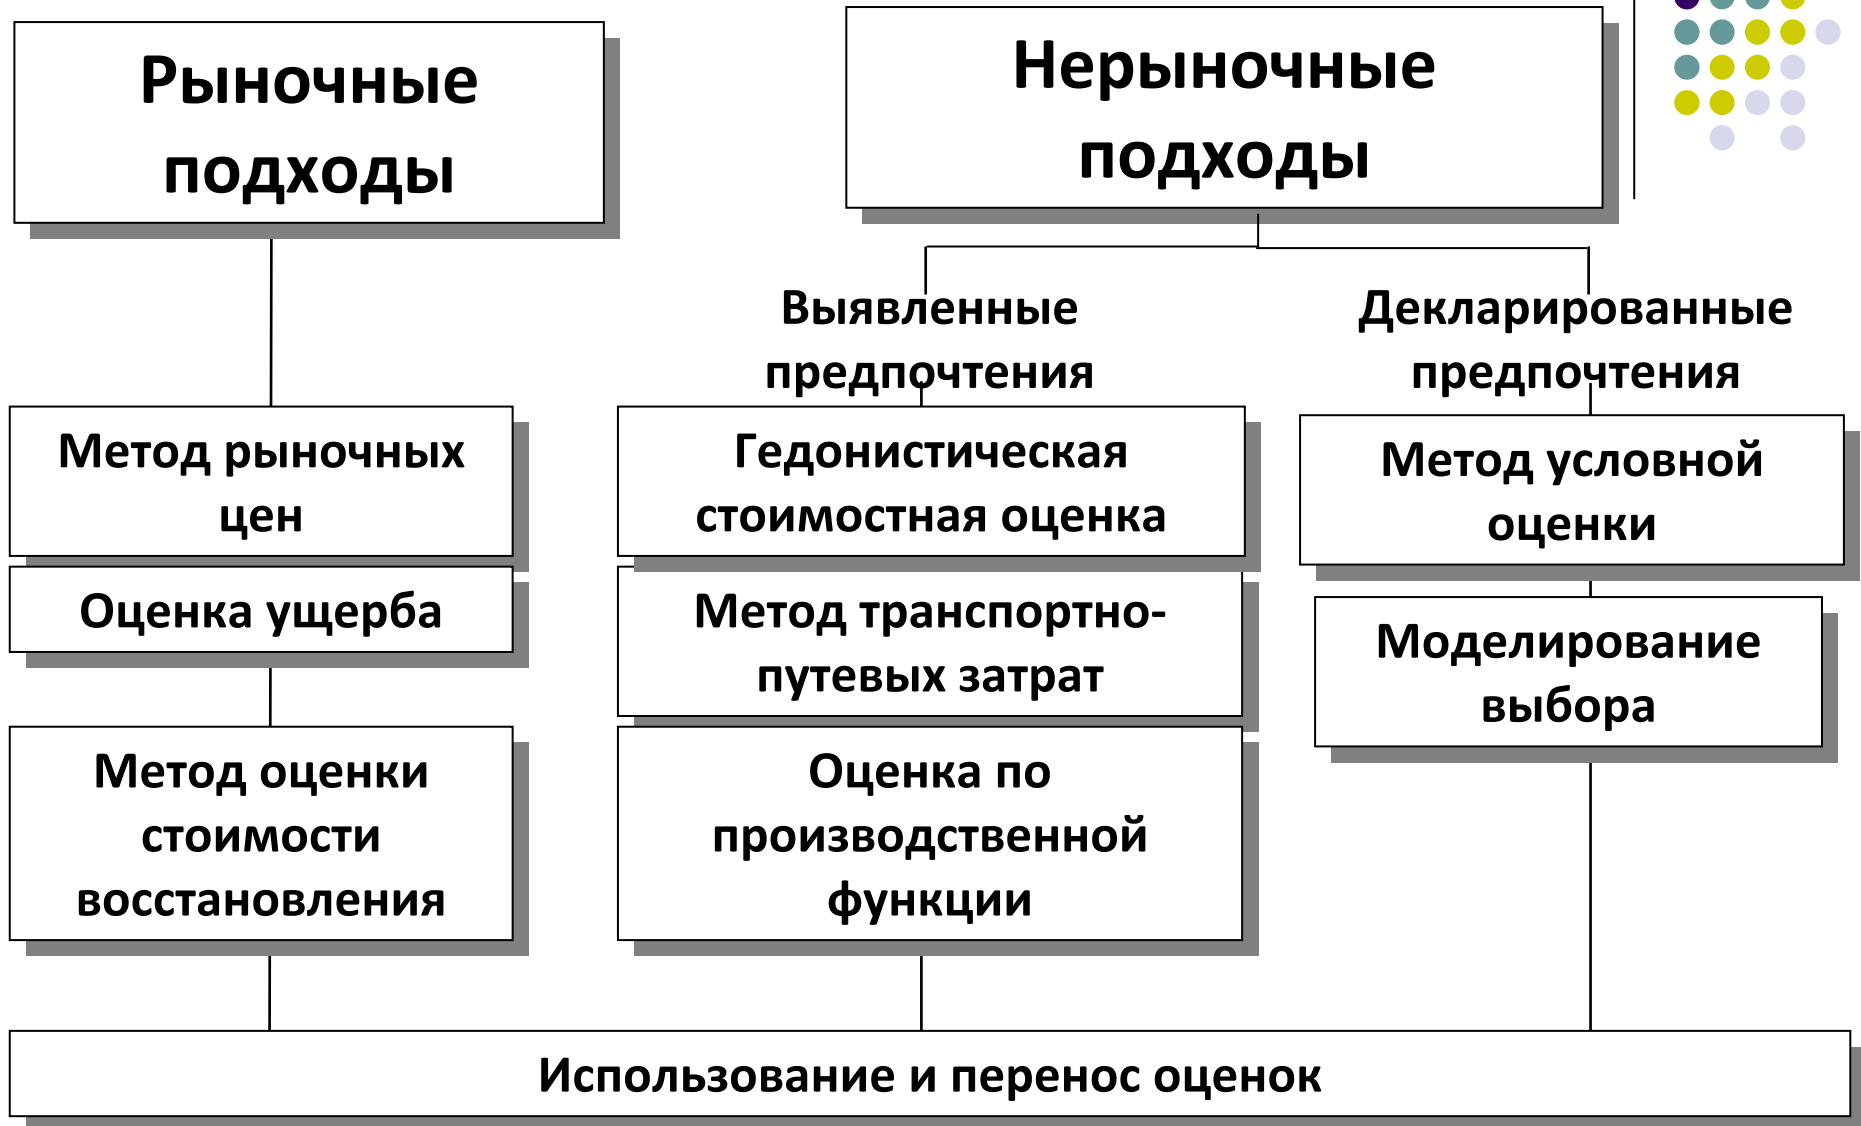 Рыночные
подходы
Нерыночные
подходы
Выявленные
предпочтения
Декларированные
предпочтения
Метод рыночных
цен
Оценка ущерба
Метод оценки
стоимости
восстановления
Гедонистическая
стоимостная оценка
Метод транспортно-
путевых затрат
Оценка по
производственной
функции
Метод условной
оценки
Моделирование
выбора
Использование и перенос оценок